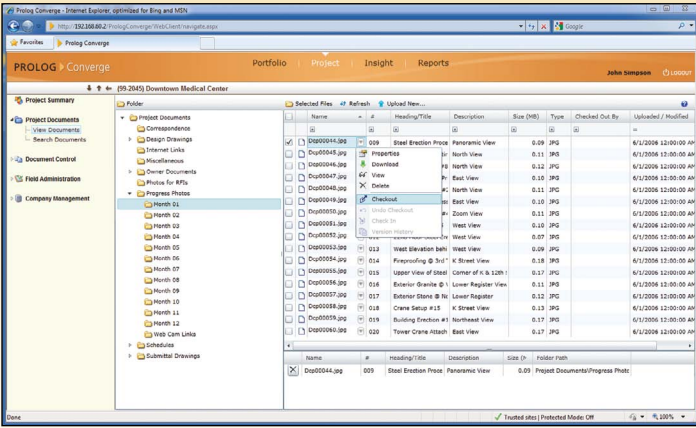 Prolog Converge - Internet Explorer, optimized for Bing and MSN
http://192.168.60.2/PrologConverge/WebClient/navigate.aspx
Google
Favorites Prolog Converge
PROLOG Converge
Portfolio Project Insight Reports
John Simpson LOGOUT
(99-2045) Downtown Medical Center
Project Summary
Project Documents
View Documents
Search Documents
Document Control
Field Administration
Company Management
Folder
Project Documents
Correspondence
Design Drawings
Internet Links
Miscellaneous
Owner Documents
Photos for RFIs
Progress Photos
Month 01
Month 02
Month 03
Month 04
Month 05
Month 06
Month 07
Month 08
Month 09
Month 10
Month 11
Month 12
Web Cam Links
Schedules
Submittal Drawings
Selected Files Refresh Upload New...
Name # Heading/Title Description Size (MB) Type Checked Out By Uploaded / Modified
Dcp00044.jpg 009 Steel Erection Proce Panoramic View 0.09 JPG 6/1/2006 12:00:00 AM
Dcp00045.jpg North View 0.11 JPG 6/1/2006 12:00:00 AM
Dcp00046.jpg North View 0.12 JPG 6/1/2006 12:00:00 AM
Dcp00047.jpg East View 0.10 JPG 6/1/2006 12:00:00 AM
Dcp00048.jpg North View 0.11 JPG 6/1/2006 12:00:00 AM
Dcp00049.jpg East View 0.10 JPG 6/1/2006 12:00:00 AM
Dcp00050.jpg Zoom View 0.11 JPG 6/1/2006 12:00:00 AM
Dcp00051.jpg West View 0.10 JPG 6/1/2006 12:00:00 AM
Dcp00052.jpg West View 0.07 JPG 6/1/2006 12:00:00 AM
Dcp00053.jpg 013 West Elevation behi West View 0.09 JPG 6/1/2006 12:00:00 AM
Dcp00054.jpg 014 Fireproofing @ 3rd K Street View 0.18 JPG 6/1/2006 12:00:00 AM
Dcp00055.jpg 015 Upper View of Steel Corner of K & 12th 0.17 JPG 6/1/2006 12:00:00 AM
Dcp00056.jpg 016 Exterior Granite @ Lower Register View 0.11 JPG 6/1/2006 12:00:00 AM
Dcp00057.jpg 017 Exterior Stone @ No Lower Register 0.12 JPG 6/1/2006 12:00:00 AM
Dcp00058.jpg 018 Crane Setup #15 K Street View 0.13 JPG 6/1/2006 12:00:00 AM
Dcp00059.jpg 019 Building Erection #1 Northeast View 0.17 JPG 6/1/2006 12:00:00 AM
Dcp00060.jpg 020 Tower Crane Attach East View 0.17 JPG 6/1/2006 12:00:00 AM
Properties
Download
View
Delete
Checkout
Undo Checkout
Check In
Version History
Name # Heading/Title Description Size (M Folder Path
Dcp00044.jpg 009 Steel Erection Proce Panoramic View 0.09 Project Documents\Progress Photo
Done Trusted sites | Protected Mode: Off 100%